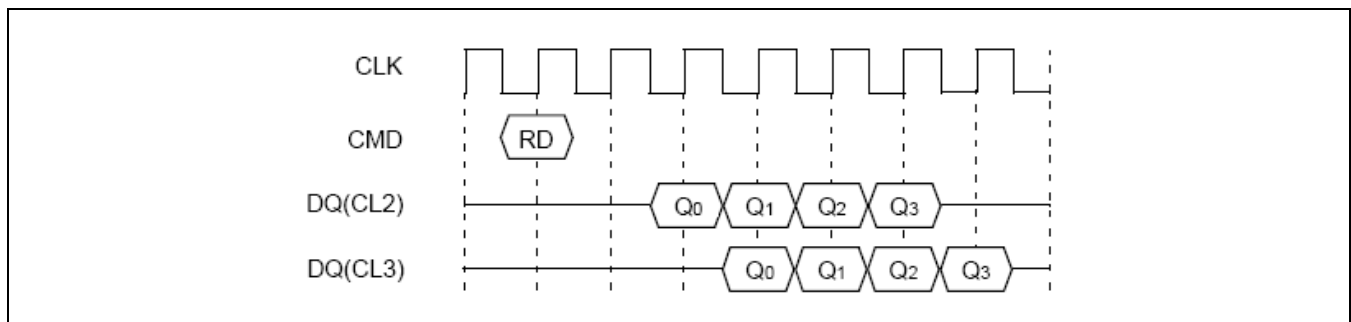 CLK
CMD RD
DQ(CL2) Q0 Q1 Q2 Q3
DQ(CL3) Q0 Q1 Q2 Q3